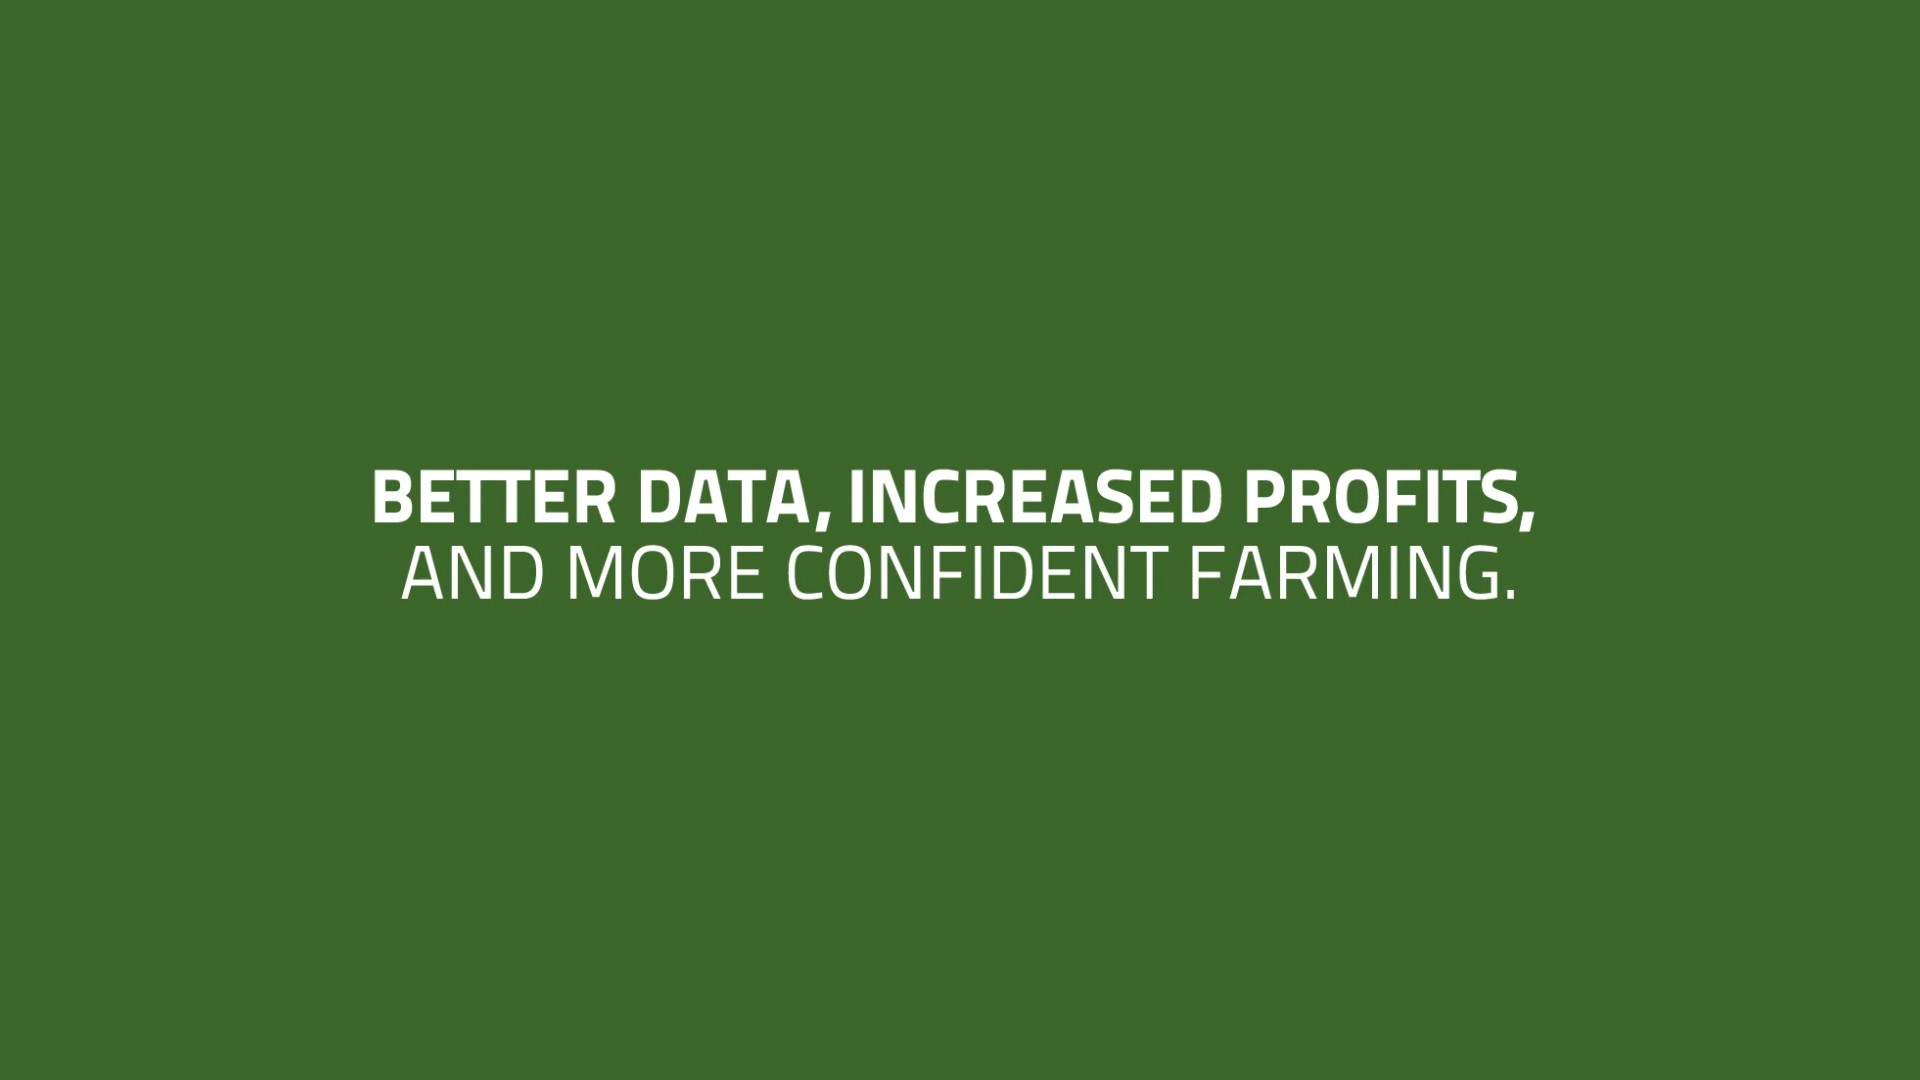 BETTER DATA, INCREASED PROFITS,
AND MORE CONFIDENT FARMING.